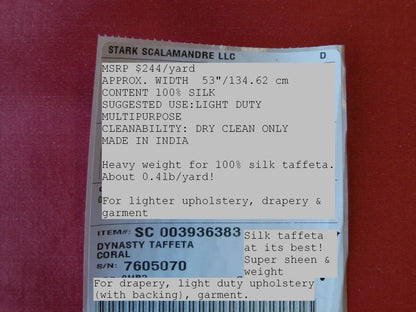 STARK SCALAMANDRE LLC D
MSRP $244/yard
APPROX. WIDTH 53"/134.62 cm
CONTENT 100% SILK
SUGGESTED USE:LIGHT DUTY
MULTIPURPOSE
CLEANABILITY: DRY CLEAN ONLY
MADE IN INDIA
Heavy weight for 100% silk taffeta.
About 0.4lb/yard!
For lighter upholstery, drapery &
garment
ITEM#: SC 003936383
DYNASTY TAFFETA
CORAL
S/N: 7605070
Silk taffeta
at its best!
Super sheen &
weight
For drapery, light duty upholstery
(with backing), garment.